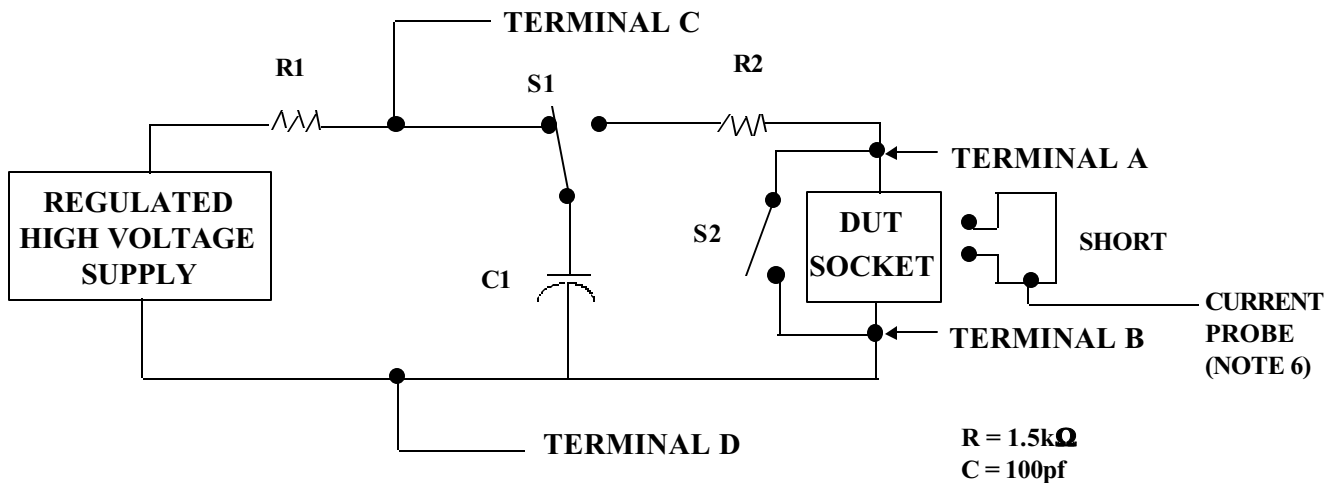 TERMINAL C
R1
S1
R2
TERMINAL A
REGULATED
HIGH VOLTAGE
SUPPLY
S2
DUT
SOCKET
SHORT
C1
CURRENT
PROBE
(NOTE 6)
TERMINAL B
TERMINAL D
R = 1.5kΩ
C = 100pf